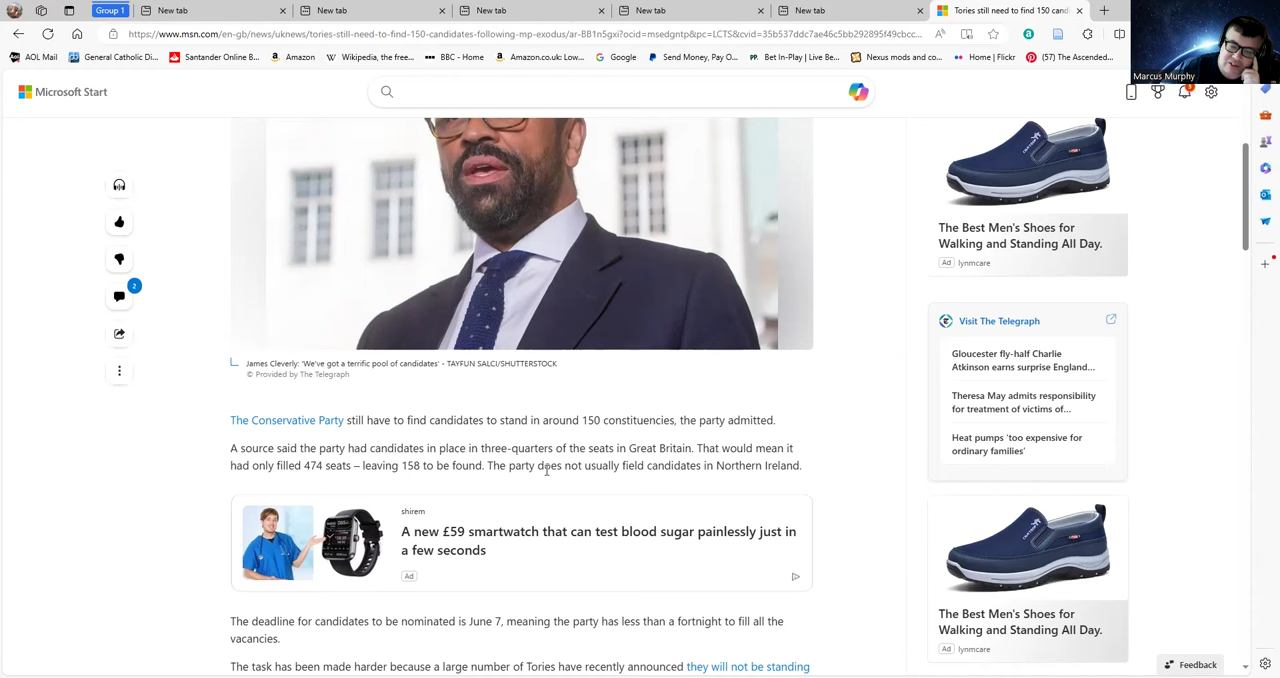 Group 1
New tab
New tab
New tab
New tab
New tab
Tories still need to find 150 cand
https://www.msn.com/en-gb/news/uknews/tories-still-need-to-find-150-candidates-following-mp-exodus/ar-BB1n5gxi?ocid=msedgntp&pc=LCTS&cvid=35b537ddc7ae46c5bb292895f49cbcc...
AOL Mail
General Catholic Di...
Santander Online B...
Amazon
Wikipedia, the free...
BBC - Home
Amazon.co.uk: Low...
Google
Send Money, Pay O...
Bet In-Play | Live Be...
Nexus mods and co...
Home | Flickr
(57) The Ascended...
Marcus Murphy
Microsoft Start
2
James Cleverly: 'We've got a terrific pool of candidates' - TAYFUN SALCI/SHUTTERSTOCK
© Provided by The Telegraph
The Conservative Party still have to find candidates to stand in around 150 constituencies, the party admitted.
A source said the party had candidates in place in three-quarters of the seats in Great Britain. That would mean it
had only filled 474 seats – leaving 158 to be found. The party does not usually field candidates in Northern Ireland.
shirem
A new £59 smartwatch that can test blood sugar painlessly just in
a few seconds
Ad
The deadline for candidates to be nominated is June 7, meaning the party has less than a fortnight to fill all the
vacancies.
The task has been made harder because a large number of Tories have recently announced they will not be standing
The Best Men's Shoes for
Walking and Standing All Day.
Ad lynmcare
Visit The Telegraph
Gloucester fly-half Charlie
Atkinson earns surprise England...
Theresa May admits responsibility
for treatment of victims of...
Heat pumps 'too expensive for
ordinary families'
The Best Men's Shoes for
Walking and Standing All Day.
Ad lynmcare
Feedback